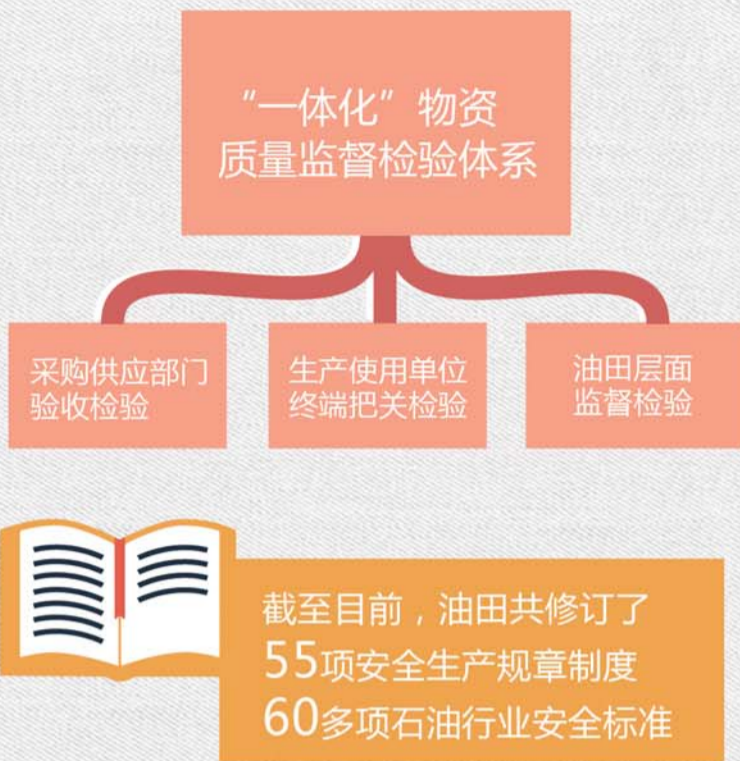 “一体化”物资
质量监督检验体系
采购供应部门
验收检验
生产使用单位
终端把关检验
油田层面
监督检验
截至目前，油田共修订了
55项安全生产规章制度
60多项石油行业安全标准